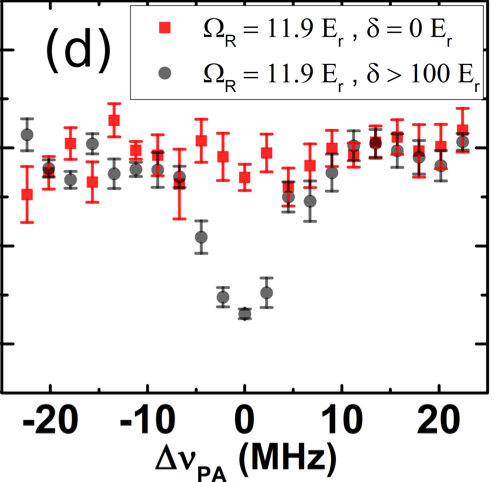 (d)
Ω_R = 11.9 E_r , δ = 0 E_r
Ω_R = 11.9 E_r , δ > 100 E_r
-20 -10 0 10 20
Δν_PA (MHz)